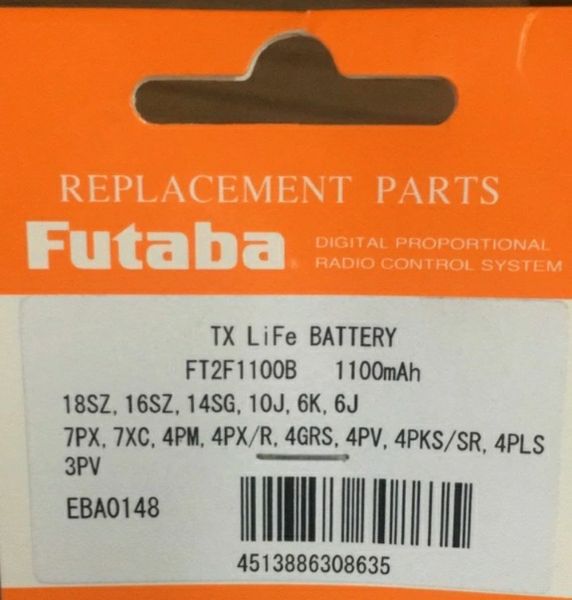 REPLACEMENT PARTS
Futaba® DIGITAL PROPORTIONAL
RADIO CONTROL SYSTEM
TX LiFe BATTERY
FT2F1100B 1100mAh
18SZ, 16SZ, 14SG, 10J, 6K, 6J
7PX, 7XC, 4PM, 4PX/R, 4GRS, 4PV, 4PKS/SR, 4PLS
3PV
EBA0148
4513886308635